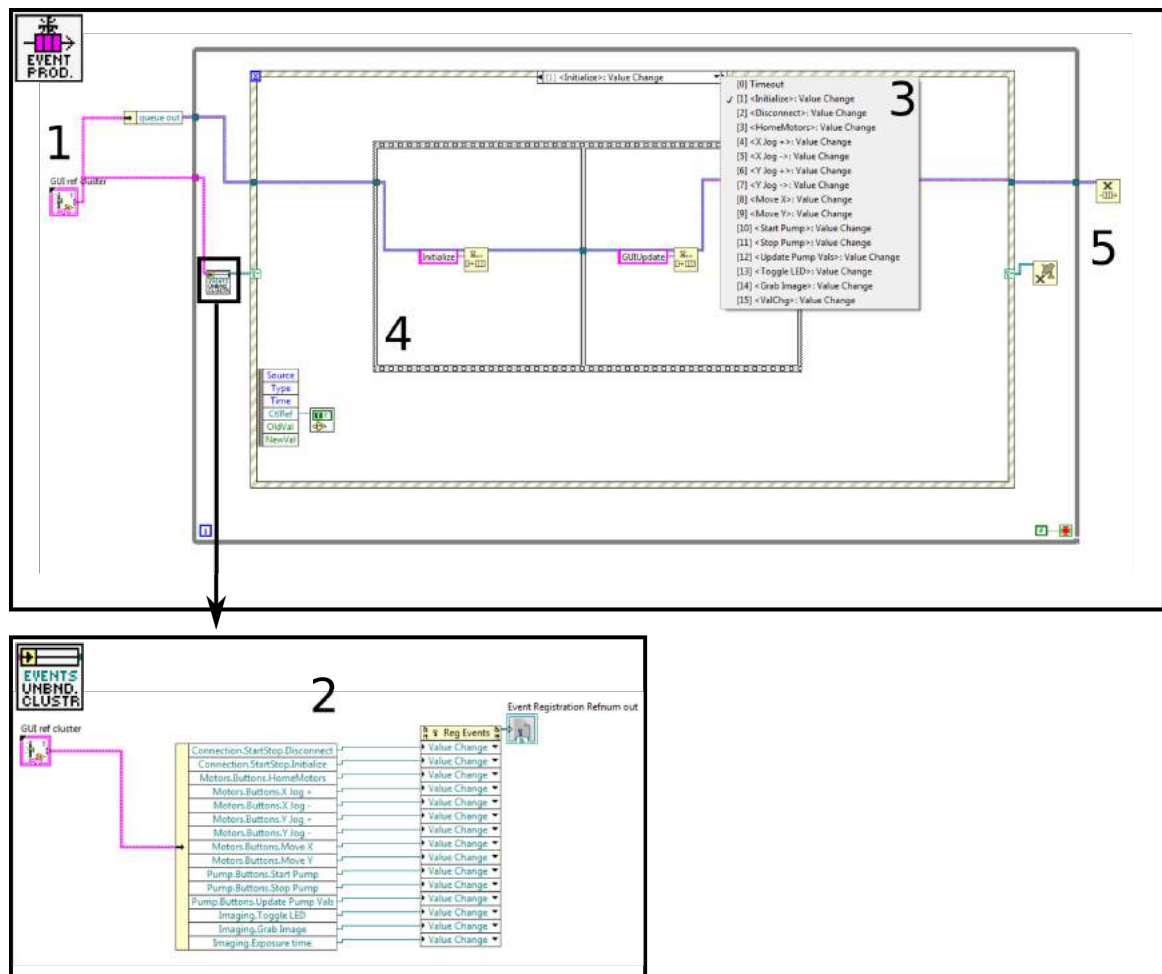 EVENT
PROD.
1
queue out
GUI ref cluster
EVENTS
UNBND.
CLUSTR
[1] <Initialize>: Value Change
[0] Timeout
✓ [1] <Initialize>: Value Change
[2] <Disconnect>: Value Change
[3] <HomeMotors>: Value Change
[4] <X Jog +>: Value Change
[5] <X Jog ->: Value Change
[6] <Y Jog +>: Value Change
[7] <Y Jog ->: Value Change
[8] <Move X>: Value Change
[9] <Move Y>: Value Change
[10] <Start Pump>: Value Change
[11] <Stop Pump>: Value Change
[12] <Update Pump Vals>: Value Change
[13] <Toggle LED>: Value Change
[14] <Grab Image>: Value Change
[15] <ValChg>: Value Change
3
Initialize
GUIUpdate
4
5
Source
Type
Time
CtlRef
OldVal
NewVal
i
EVENTS
UNBND.
CLUSTR
2
GUI ref cluster
Event Registration Refnum out
Reg Events
Connection.StartStop.Disconnect Value Change
Connection.StartStop.Initialize Value Change
Motors.Buttons.HomeMotors Value Change
Motors.Buttons.X Jog + Value Change
Motors.Buttons.X Jog - Value Change
Motors.Buttons.Y Jog + Value Change
Motors.Buttons.Y Jog - Value Change
Motors.Buttons.Move X Value Change
Motors.Buttons.Move Y Value Change
Pump.Buttons.Start Pump Value Change
Pump.Buttons.Stop Pump Value Change
Pump.Buttons.Update Pump Vals Value Change
Imaging.Toggle LED Value Change
Imaging.Grab Image Value Change
Imaging.Exposure time Value Change